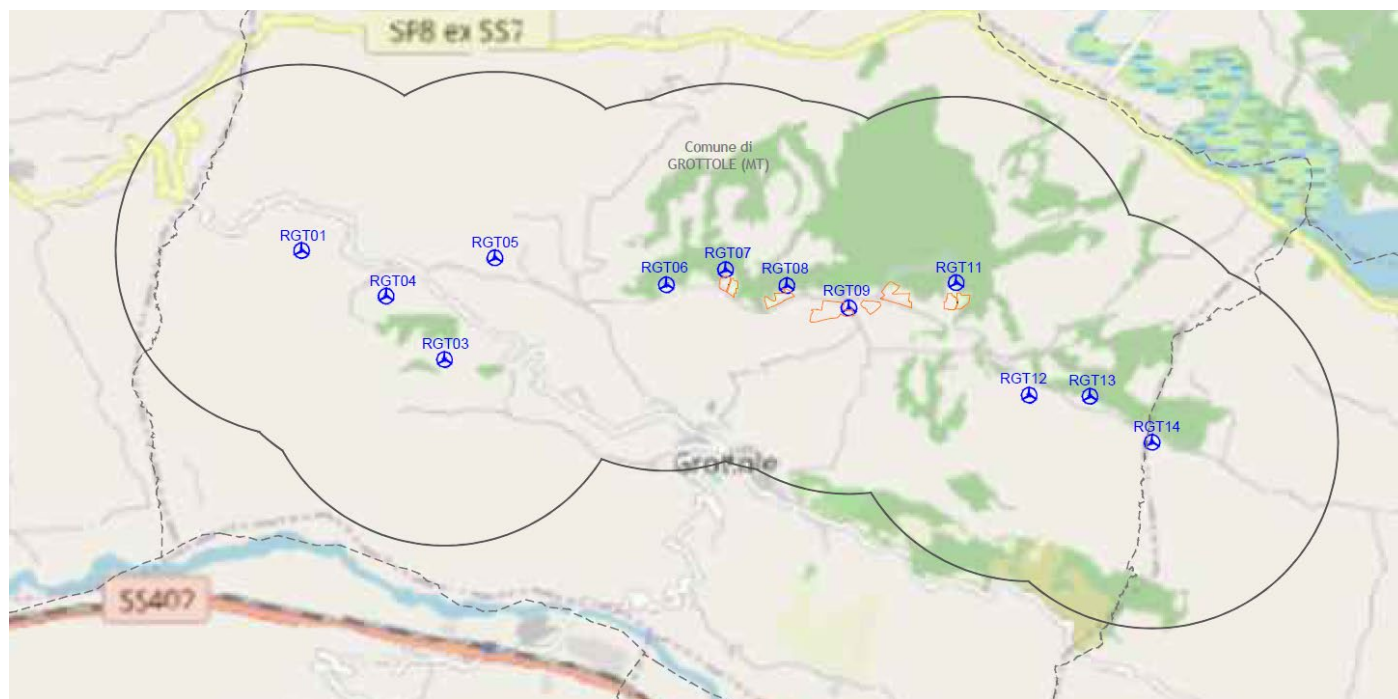 SP8 ex SS7
Comune di
GROTTOLE (MT)
RGT01
RGT05
RGT07
RGT06
RGT08
RGT11
RGT04
RGT09
RGT03
RGT12
RGT13
RGT14
Grottole
SS407